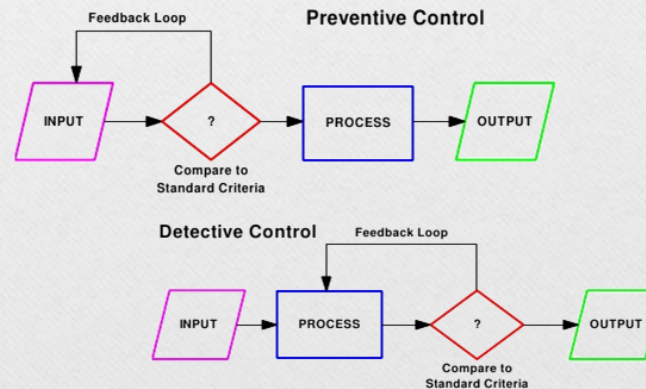 Preventive Control
Feedback Loop
INPUT
?
PROCESS
OUTPUT
Compare to
Standard Criteria
Detective Control
Feedback Loop
INPUT
PROCESS
?
OUTPUT
Compare to
Standard Criteria